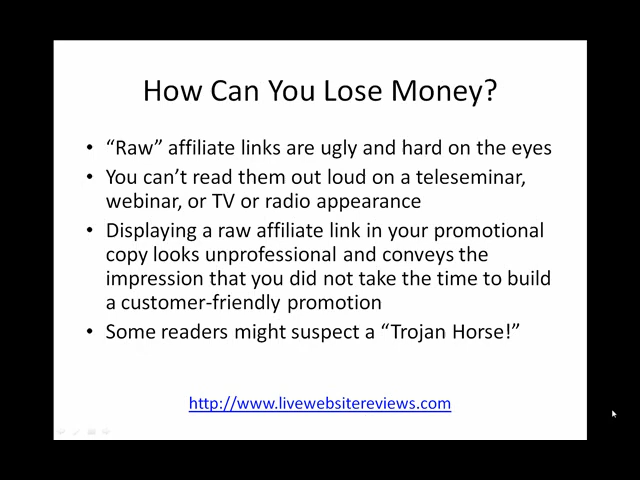 How Can You Lose Money?
• “Raw” affiliate links are ugly and hard on the eyes
• You can’t read them out loud on a teleseminar,
webinar, or TV or radio appearance
• Displaying a raw affiliate link in your promotional
copy looks unprofessional and conveys the
impression that you did not take the time to build
a customer-friendly promotion
• Some readers might suspect a “Trojan Horse!”
http://www.livewebsitereviews.com